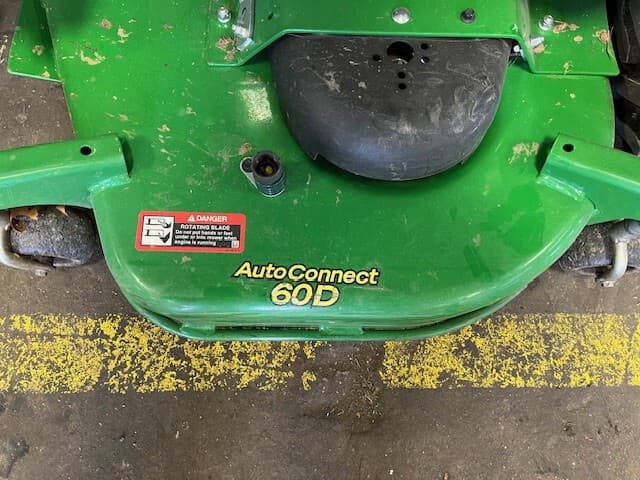 DANGER
ROTATING BLADE
Do not put hands or feet
under or into mower when
engine is running
AutoConnect
60D